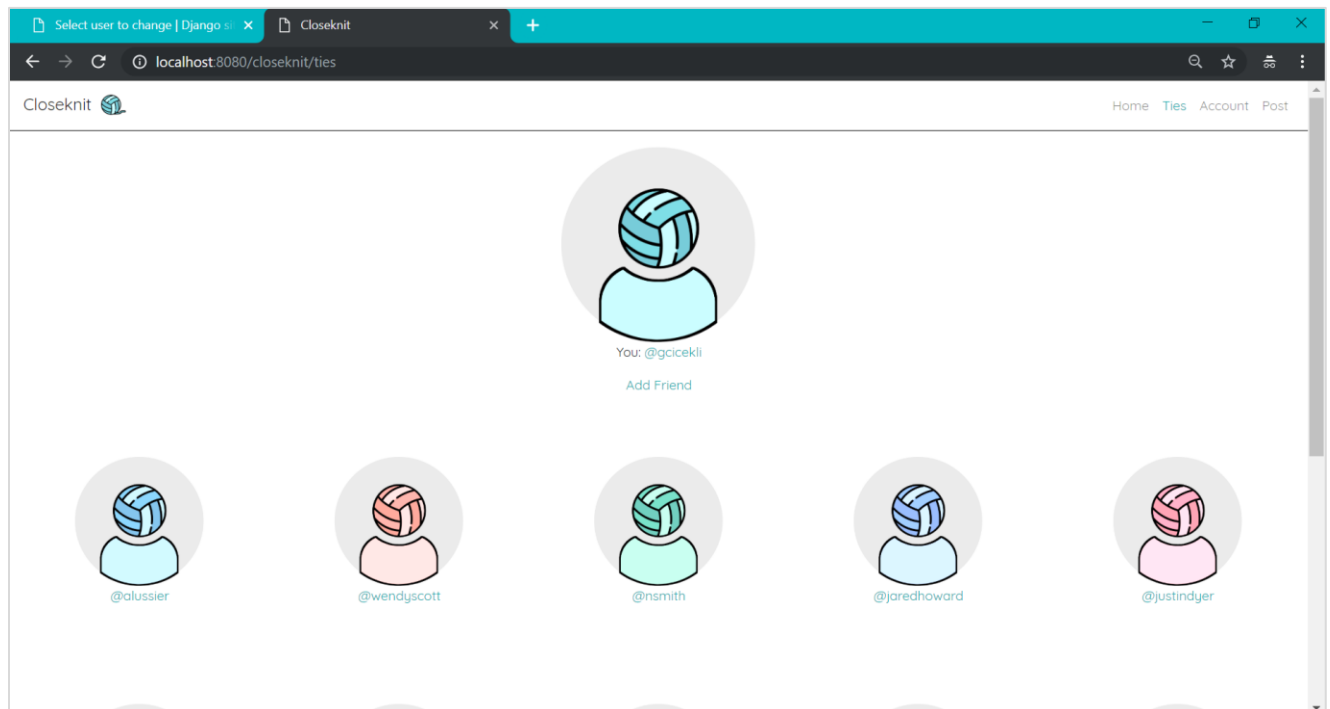 Select user to change | Django si
Closeknit
localhost:8080/closeknit/ties
Closeknit
Home Ties Account Post
You: @gcicekli
Add Friend
@alussier @wendyscott @nsmith @jaredhoward @justindyer